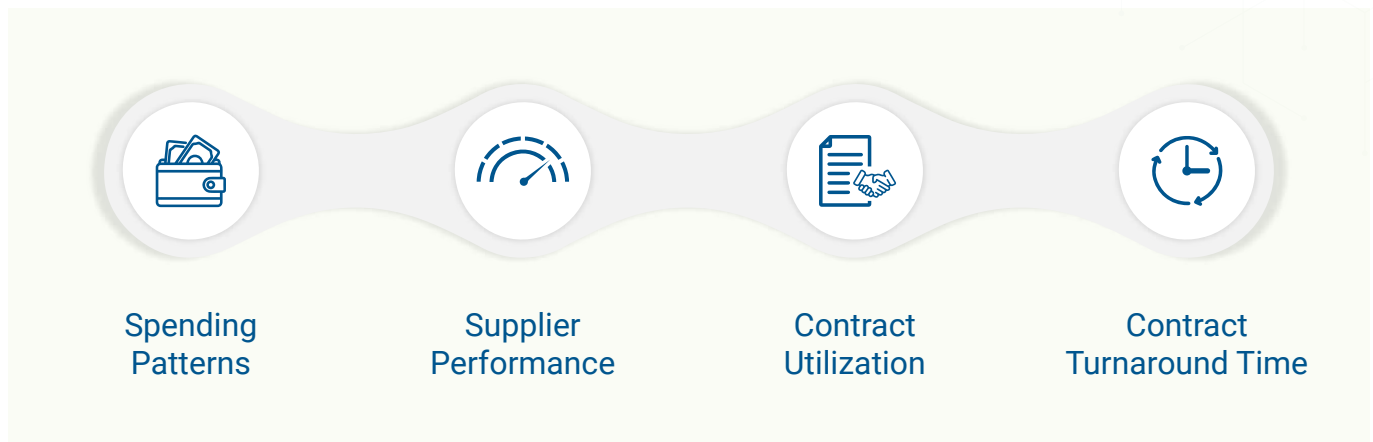 Spending
Patterns
Supplier
Performance
Contract
Utilization
Contract
Turnaround Time